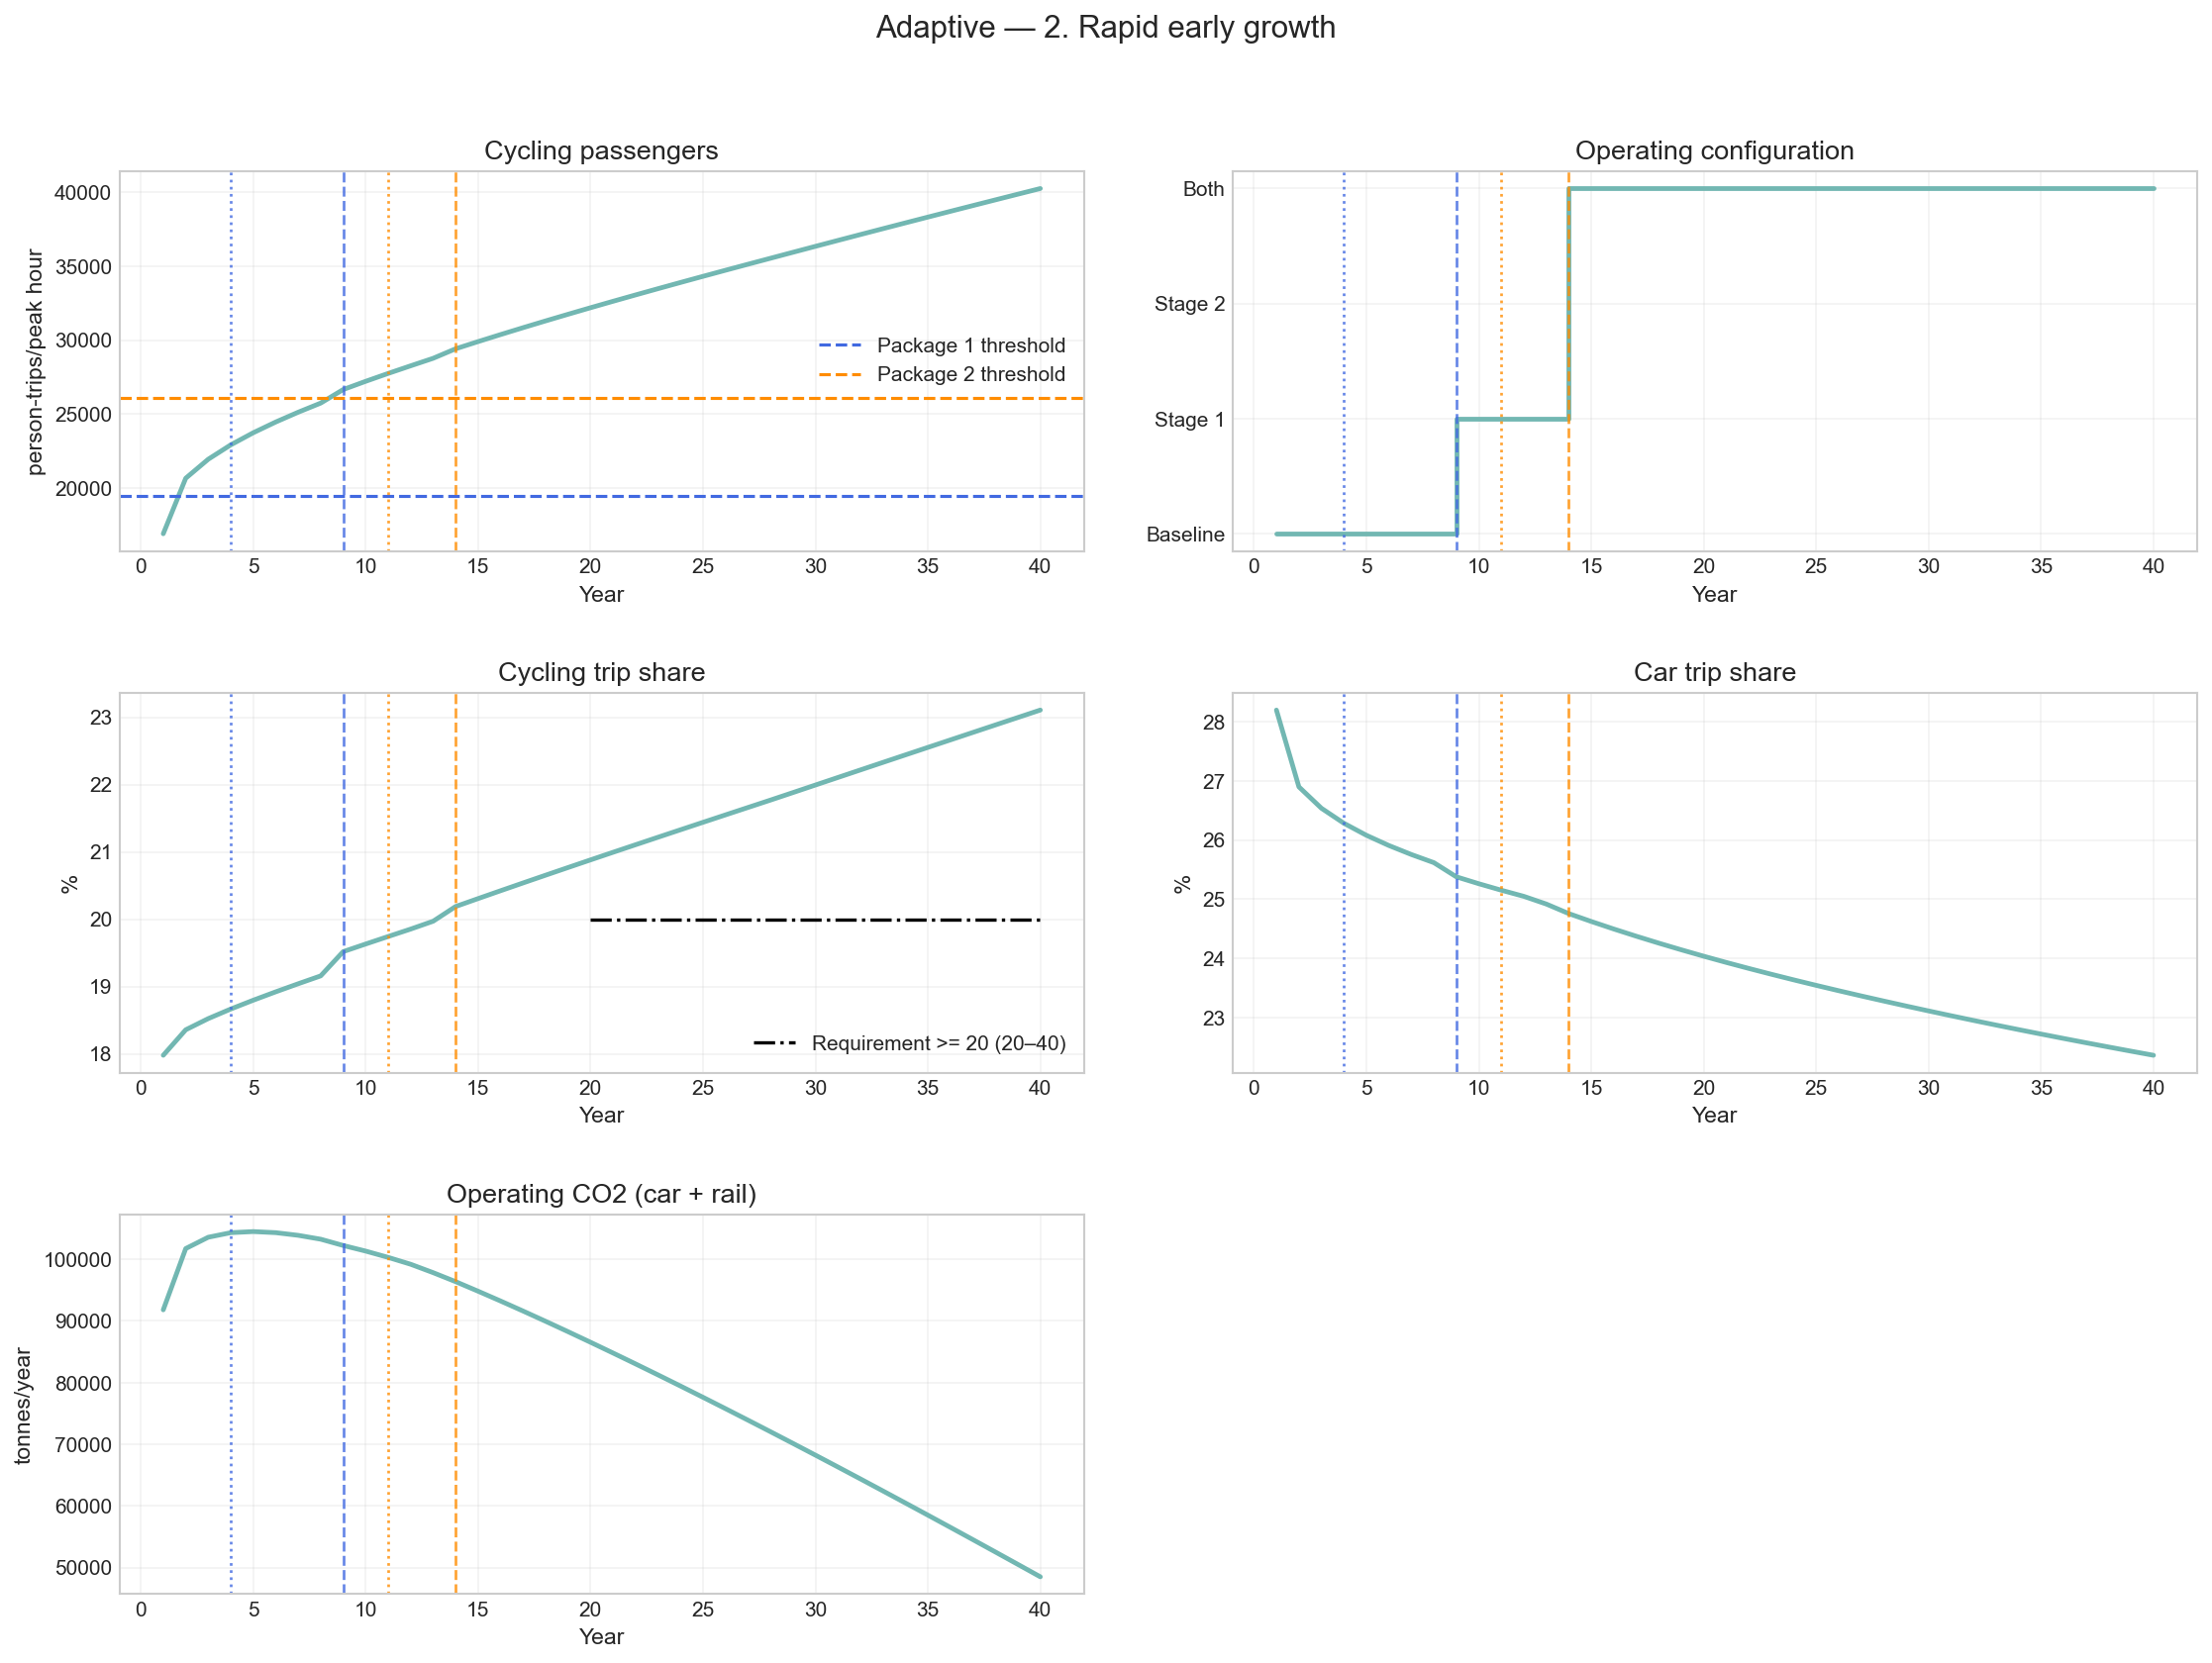 Adaptive — 2. Rapid early growth
Cycling passengers
person-trips/peak hour
40000
35000
30000
25000
20000
Package 1 threshold
Package 2 threshold
0 5 10 15 20 25 30 35 40
Year
Operating configuration
Both
Stage 2
Stage 1
Baseline
0 5 10 15 20 25 30 35 40
Year
Cycling trip share
%
23
22
21
20
19
18
Requirement >= 20 (20–40)
0 5 10 15 20 25 30 35 40
Year
Car trip share
%
28
27
26
25
24
23
0 5 10 15 20 25 30 35 40
Year
Operating CO2 (car + rail)
tonnes/year
100000
90000
80000
70000
60000
50000
0 5 10 15 20 25 30 35 40
Year